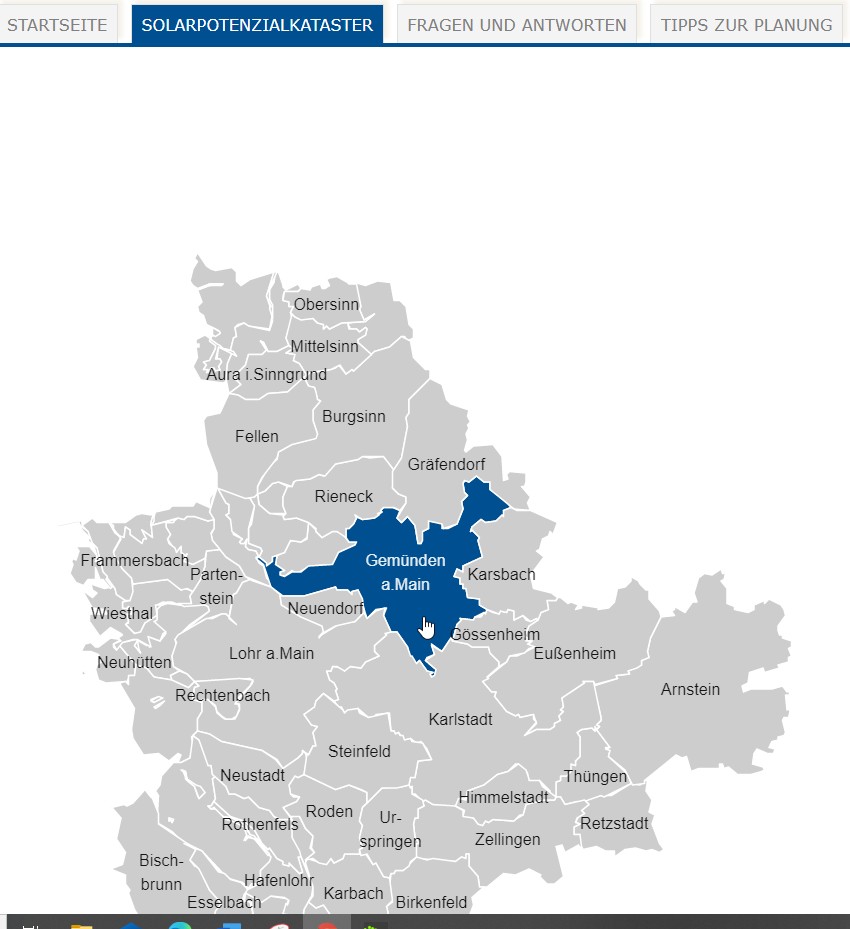 STARTSEITE
SOLARPOTENZIALKATASTER
FRAGEN UND ANTWORTEN
TIPPS ZUR PLANUNG
Obersinn
Mittelsinn
Aura i.Sinngrund
Burgsinn
Fellen
Gräfendorf
Rieneck
Frammersbach
Gemünden
a.Main
Parten-
stein
Karsbach
Wiesthal
Neuendorf
Gössenheim
Lohr a.Main
Eußenheim
Neuhütten
Rechtenbach
Arnstein
Karlstadt
Steinfeld
Neustadt
Thüngen
Himmelstadt
Roden
Ur-
springen
Rothenfels
Retzstadt
Zellingen
Bisch-
brunn
Hafenlohr
Karbach
Esselbach
Birkenfeld